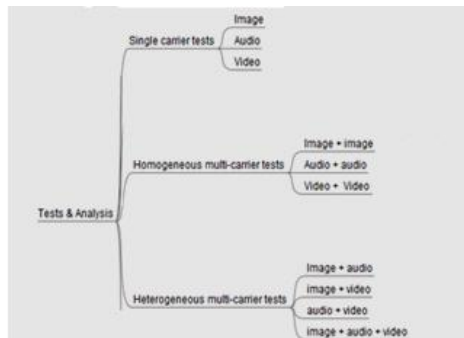 Image
Single carrier tests
Audio
Video
Image + image
Homogeneous multi-carrier tests
Audio + audio
Video + Video
Tests & Analysis
Image + audio
image + video
Heterogeneous multi-carrier tests
audio + video
image + audio + video